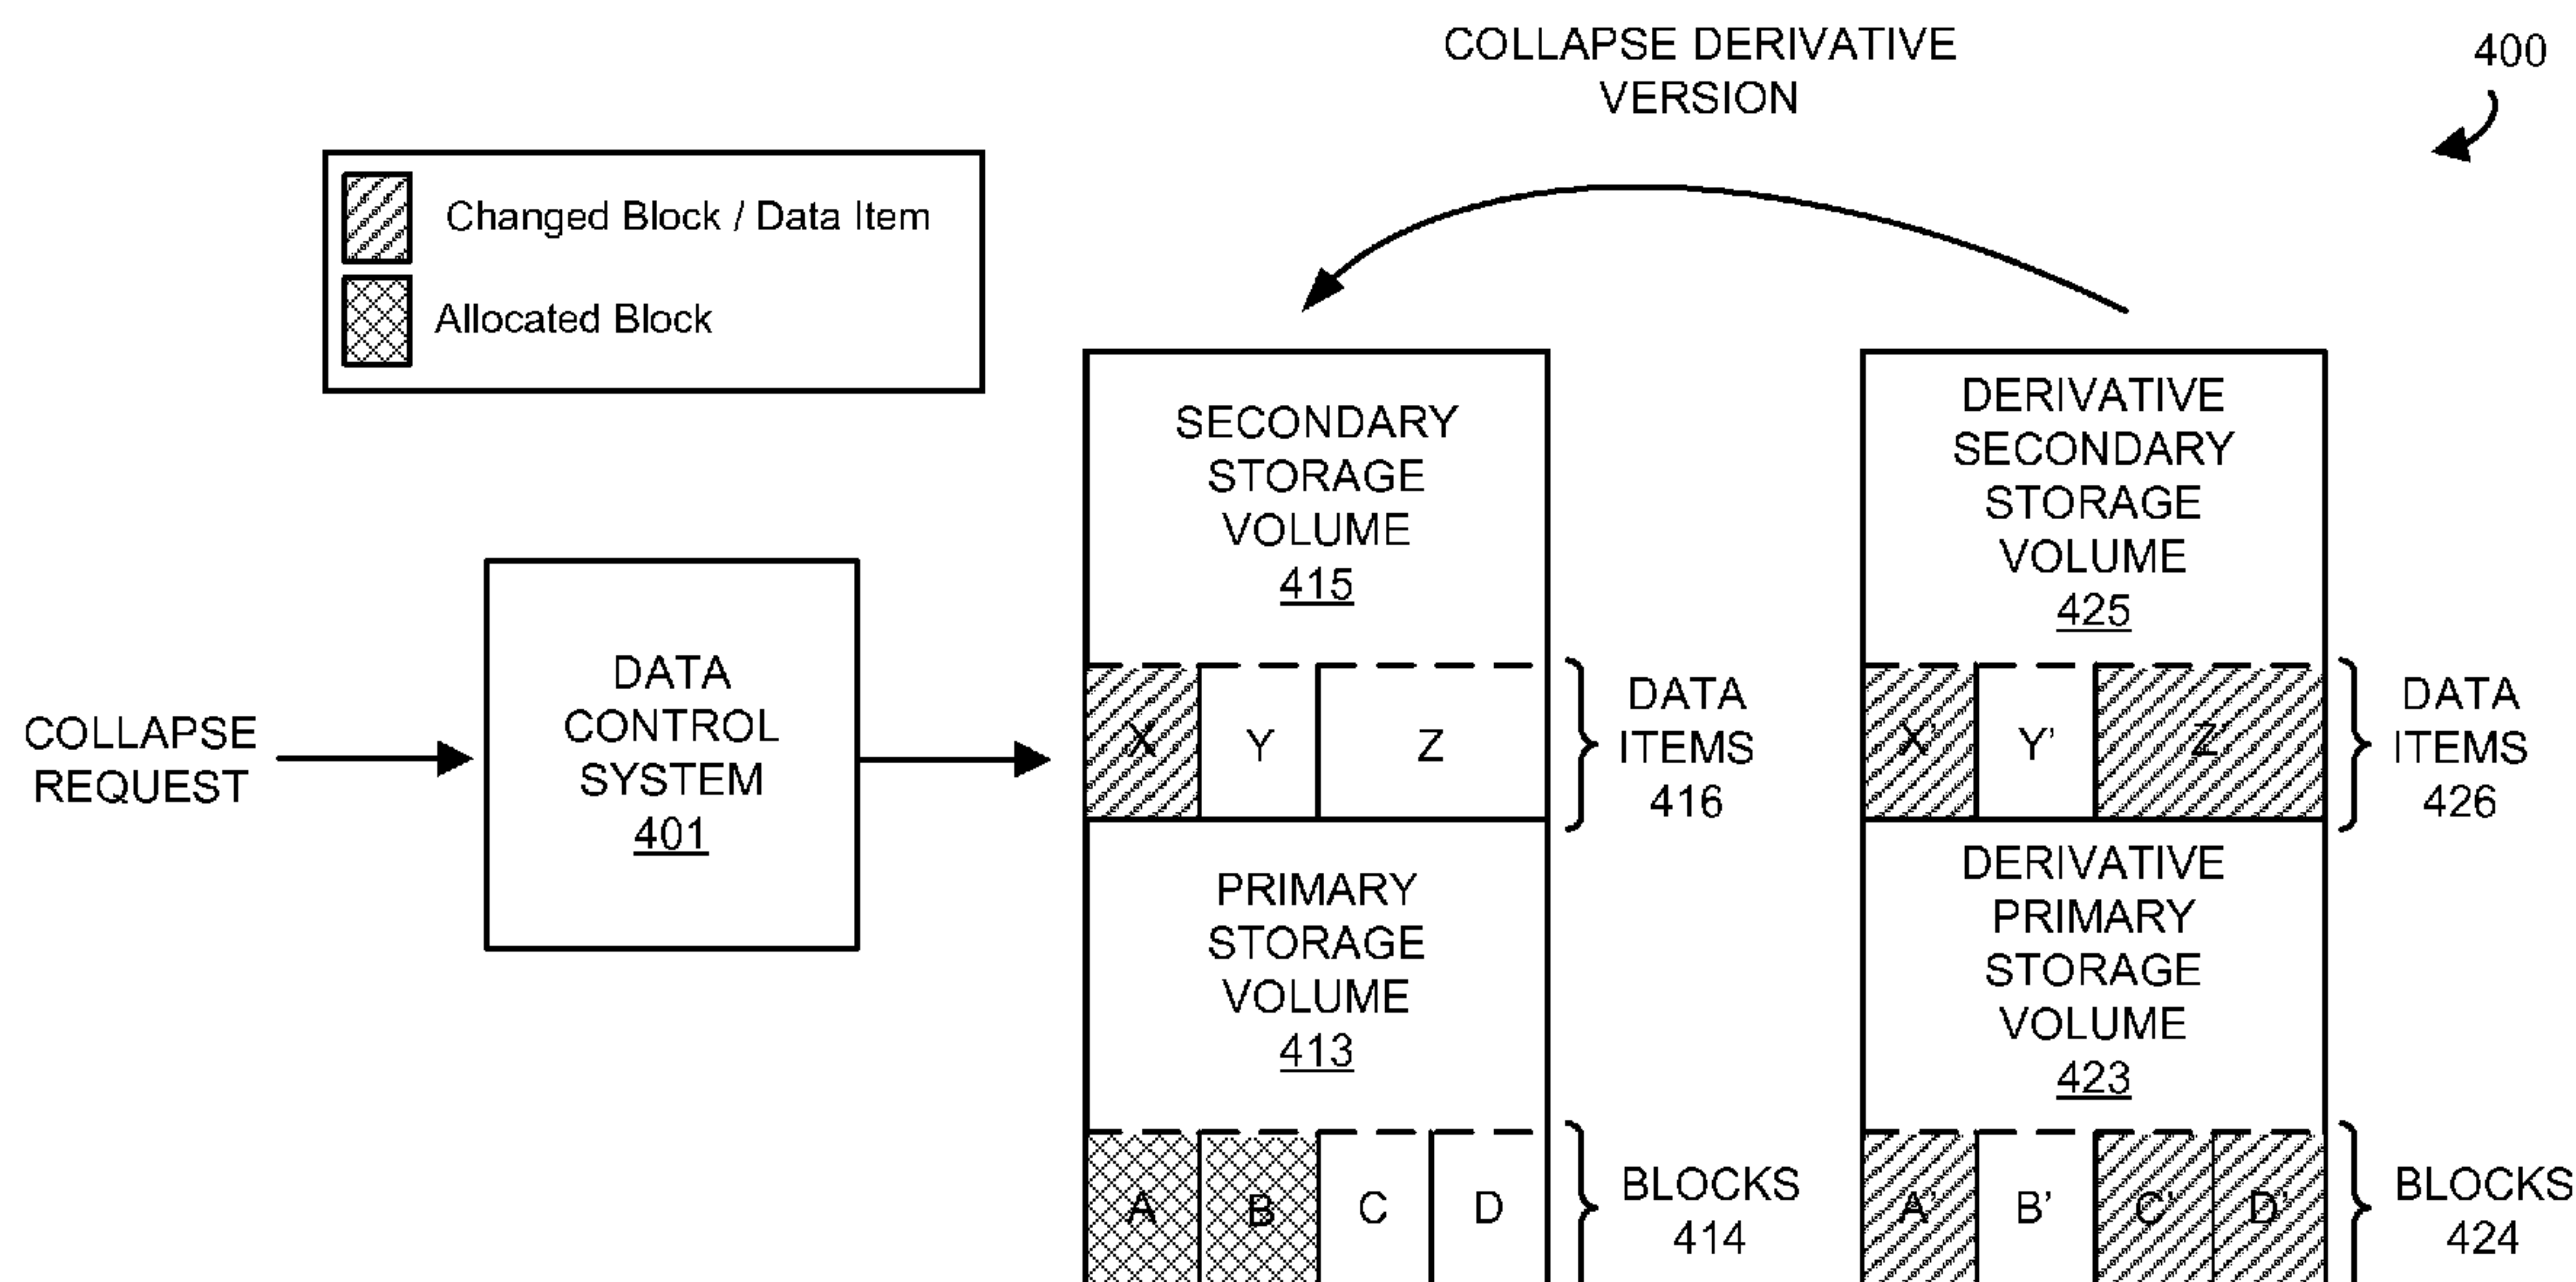 COLLAPSE DERIVATIVE
VERSION
400
Changed Block / Data Item
Allocated Block
COLLAPSE
REQUEST
DATA
CONTROL
SYSTEM
401
SECONDARY
STORAGE
VOLUME
415
X
Y
Z
DATA
ITEMS
416
PRIMARY
STORAGE
VOLUME
413
A
B
C
D
BLOCKS
414
DERIVATIVE
SECONDARY
STORAGE
VOLUME
425
X'
Y'
Z'
DATA
ITEMS
426
DERIVATIVE
PRIMARY
STORAGE
VOLUME
423
A'
B'
C'
D'
BLOCKS
424